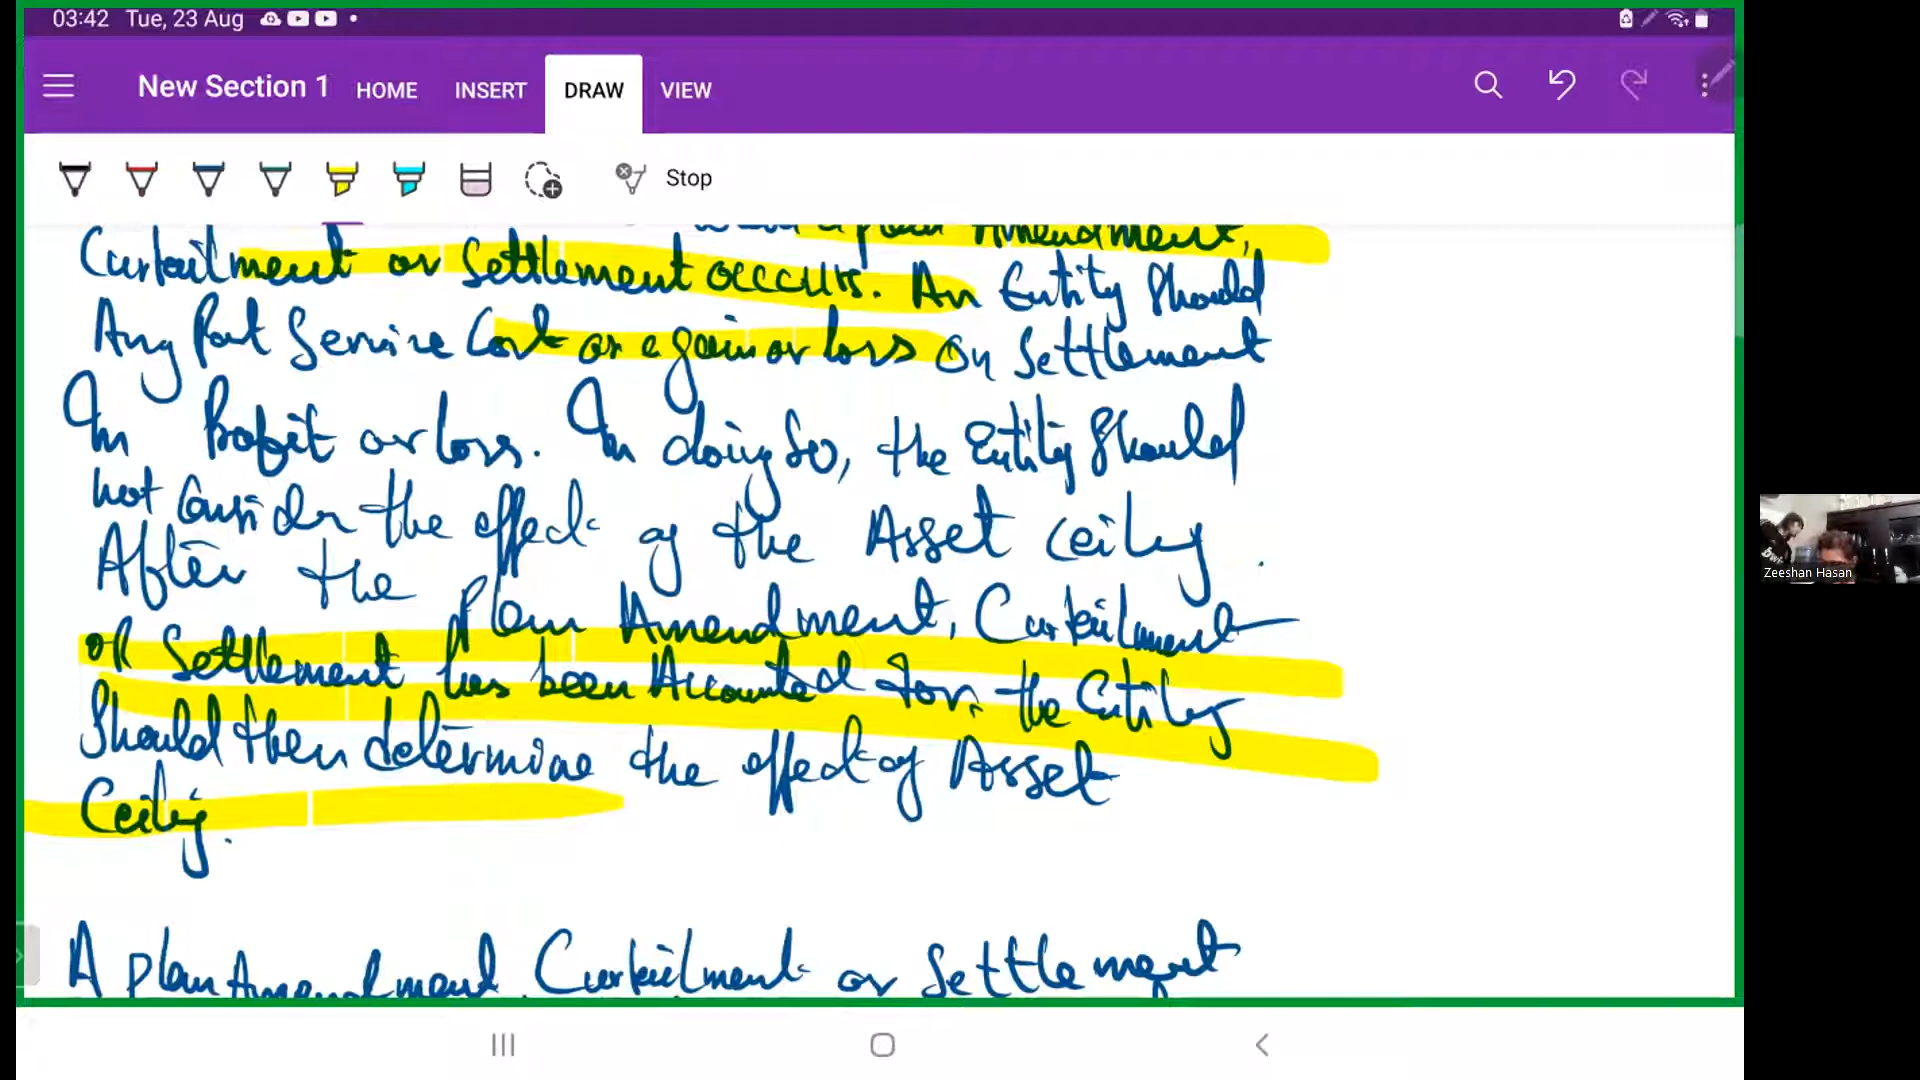 03:42 Tue, 23 Aug
New Section 1 HOME INSERT DRAW VIEW
Stop
a plan Amendment,
Curtailment or Settlement occurs. An Entity Should
Any Past Service Cost or a gain or loss On Settlement
In Profit or loss. In doing So, the Entity Should
not Consider the effect of the Asset Ceiling.
After the Plan Amendment, Curtailment
or Settlement has been Accounted for, the Entity
Should then determine the effect of Asset
Ceiling.
A plan Amendment, Curtailment or Settlement
Zeeshan Hasan